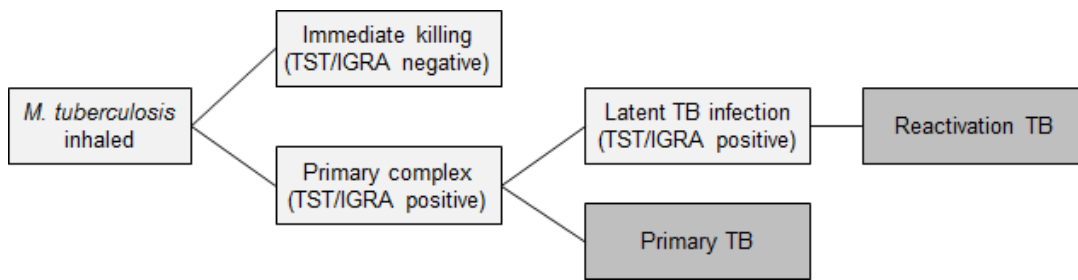 Immediate killing
(TST/IGRA negative)
M. tuberculosis
inhaled
Latent TB infection
(TST/IGRA positive)
Reactivation TB
Primary complex
(TST/IGRA positive)
Primary TB